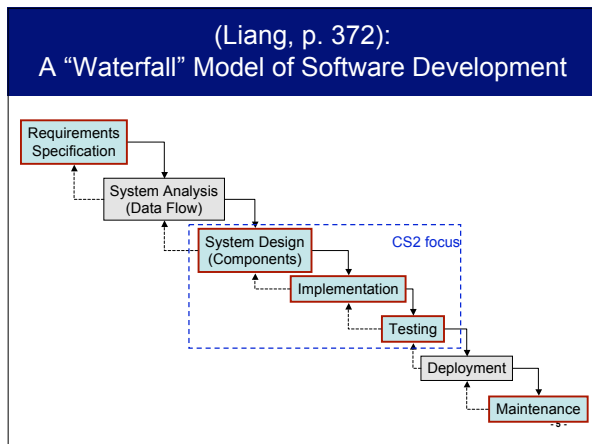 (Liang, p. 372):
A “Waterfall” Model of Software Development
Requirements
Specification
System Analysis
(Data Flow)
System Design
(Components)
CS2 focus
Implementation
Testing
Deployment
Maintenance
- 5 -